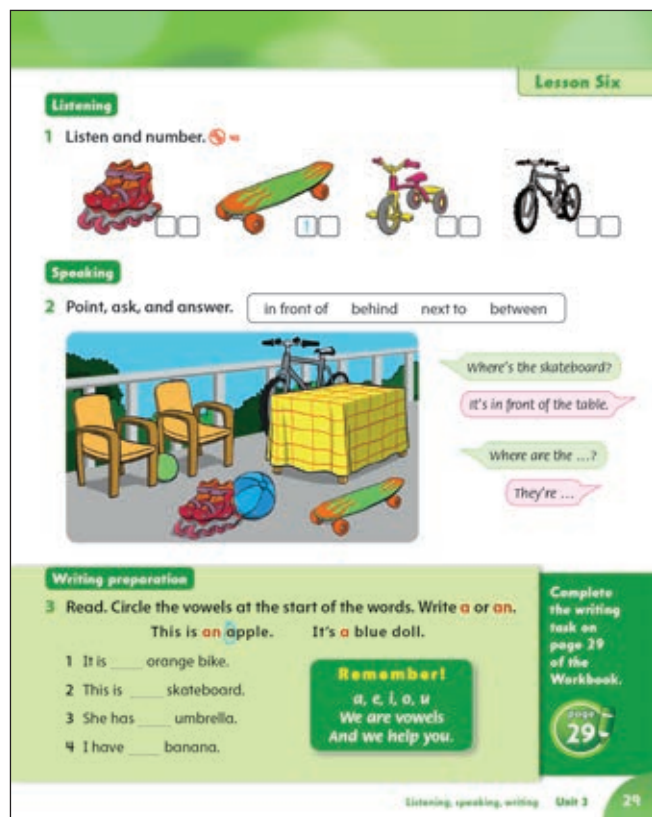 Lesson Six
Listening
1 Listen and number.
1
Speaking
2 Point, ask, and answer.
in front of behind next to between
Where's the skateboard?
It's in front of the table.
Where are the ...?
They're ...
Writing preparation
3 Read. Circle the vowels at the start of the words. Write a or an.
This is an apple. It's a blue doll.
1 It is ____ orange bike.
2 This is ____ skateboard.
3 She has ____ umbrella.
4 I have ____ banana.
Remember!
a, e, i, o, u
We are vowels
And we help you.
Complete
the writing
task on
page 29
of the
Workbook.
page
29
Listening, speaking, writing Unit 3 29